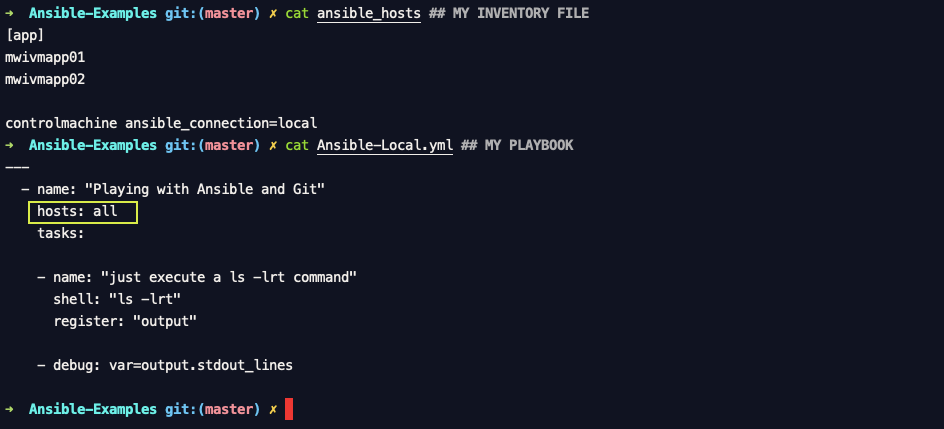 ➜ Ansible-Examples git:(master) ✗ cat ansible_hosts ## MY INVENTORY FILE
[app]
mwivmapp01
mwivmapp02
controlmachine ansible_connection=local
➜ Ansible-Examples git:(master) ✗ cat Ansible-Local.yml ## MY PLAYBOOK
---
  - name: "Playing with Ansible and Git"
    hosts: all
    tasks:
    - name: "just execute a ls -lrt command"
      shell: "ls -lrt"
      register: "output"
    - debug: var=output.stdout_lines
➜ Ansible-Examples git:(master) ✗